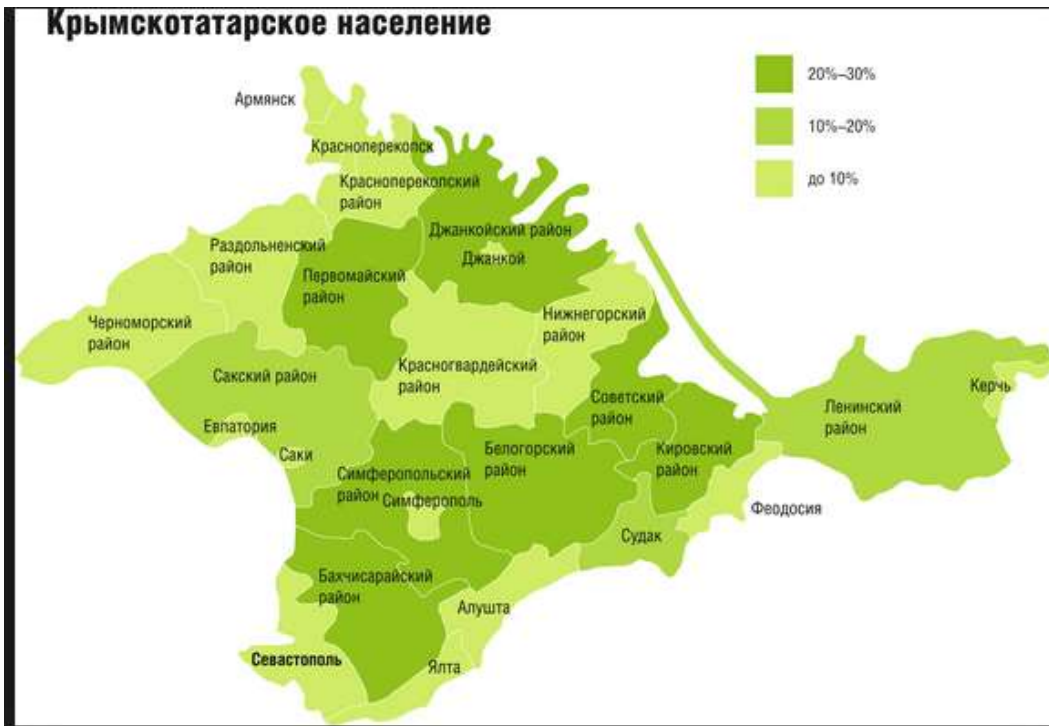 Крымскотатарское население
20%–30%
10%–20%
до 10%
Армянск
Красноперекопск
Красноперекопский
район
Джанкойский район
Джанкой
Раздольненский
район
Первомайский
район
Нижнегорский
район
Черноморский
район
Красногвардейский
район
Сакский район
Советский
район
Ленинский
район
Керчь
Евпатория
Саки
Белогорский
район
Кировский
район
Симферопольский
район
Симферополь
Феодосия
Судак
Бахчисарайский
район
Алушта
Севастополь
Ялта